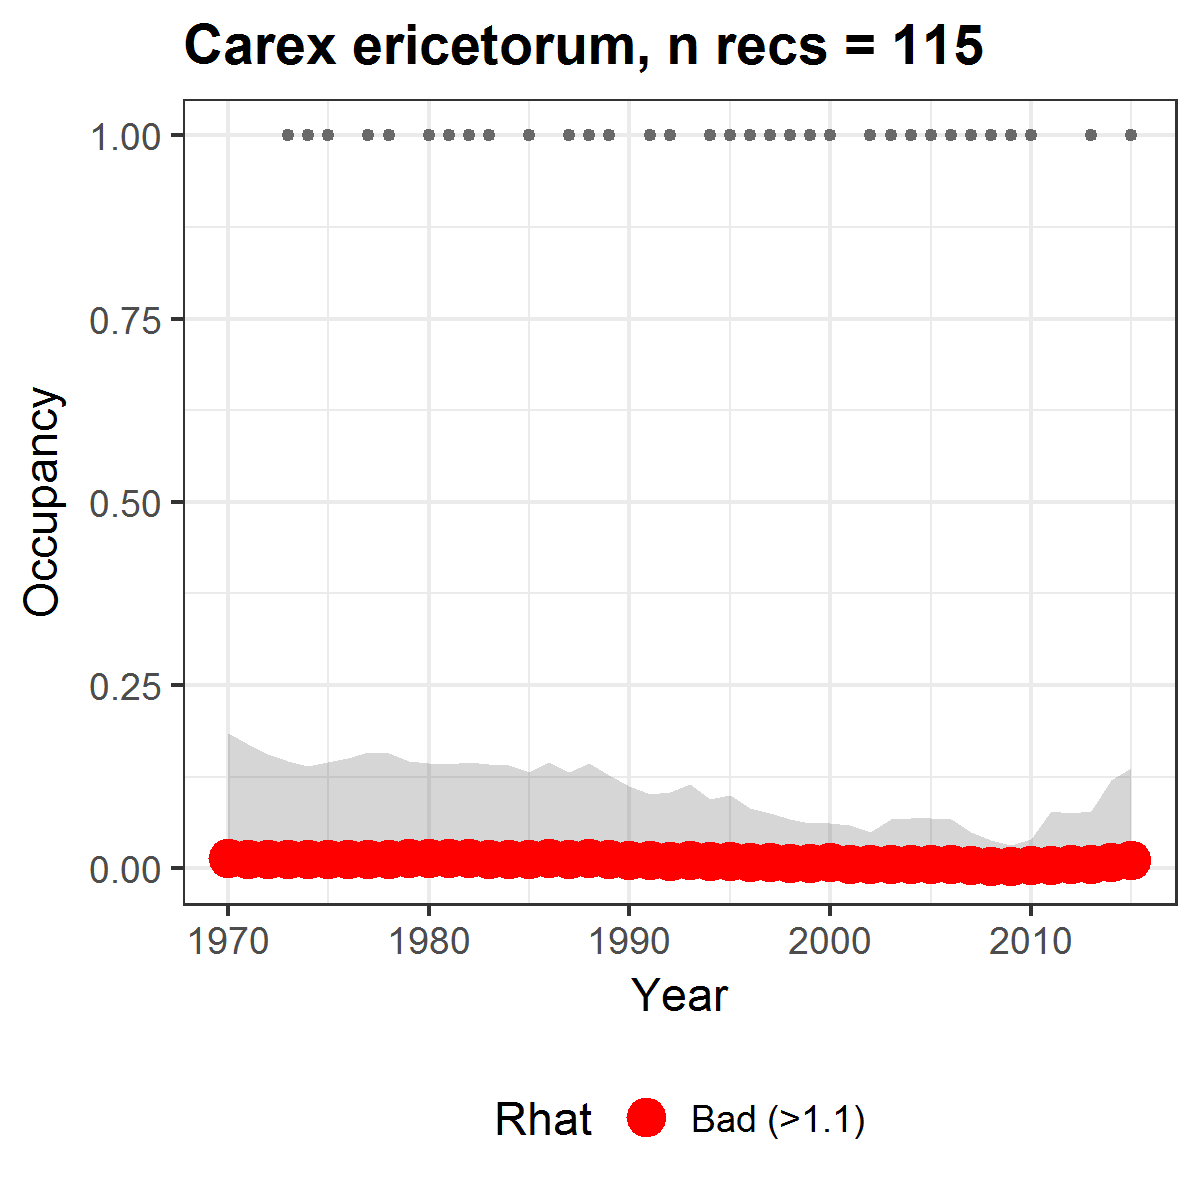 Carex ericetorum, n recs = 115
1.00
0.75
0.50
0.25
0.00
Occupancy
1970 1980 1990 2000 2010
Year
Rhat Bad (>1.1)